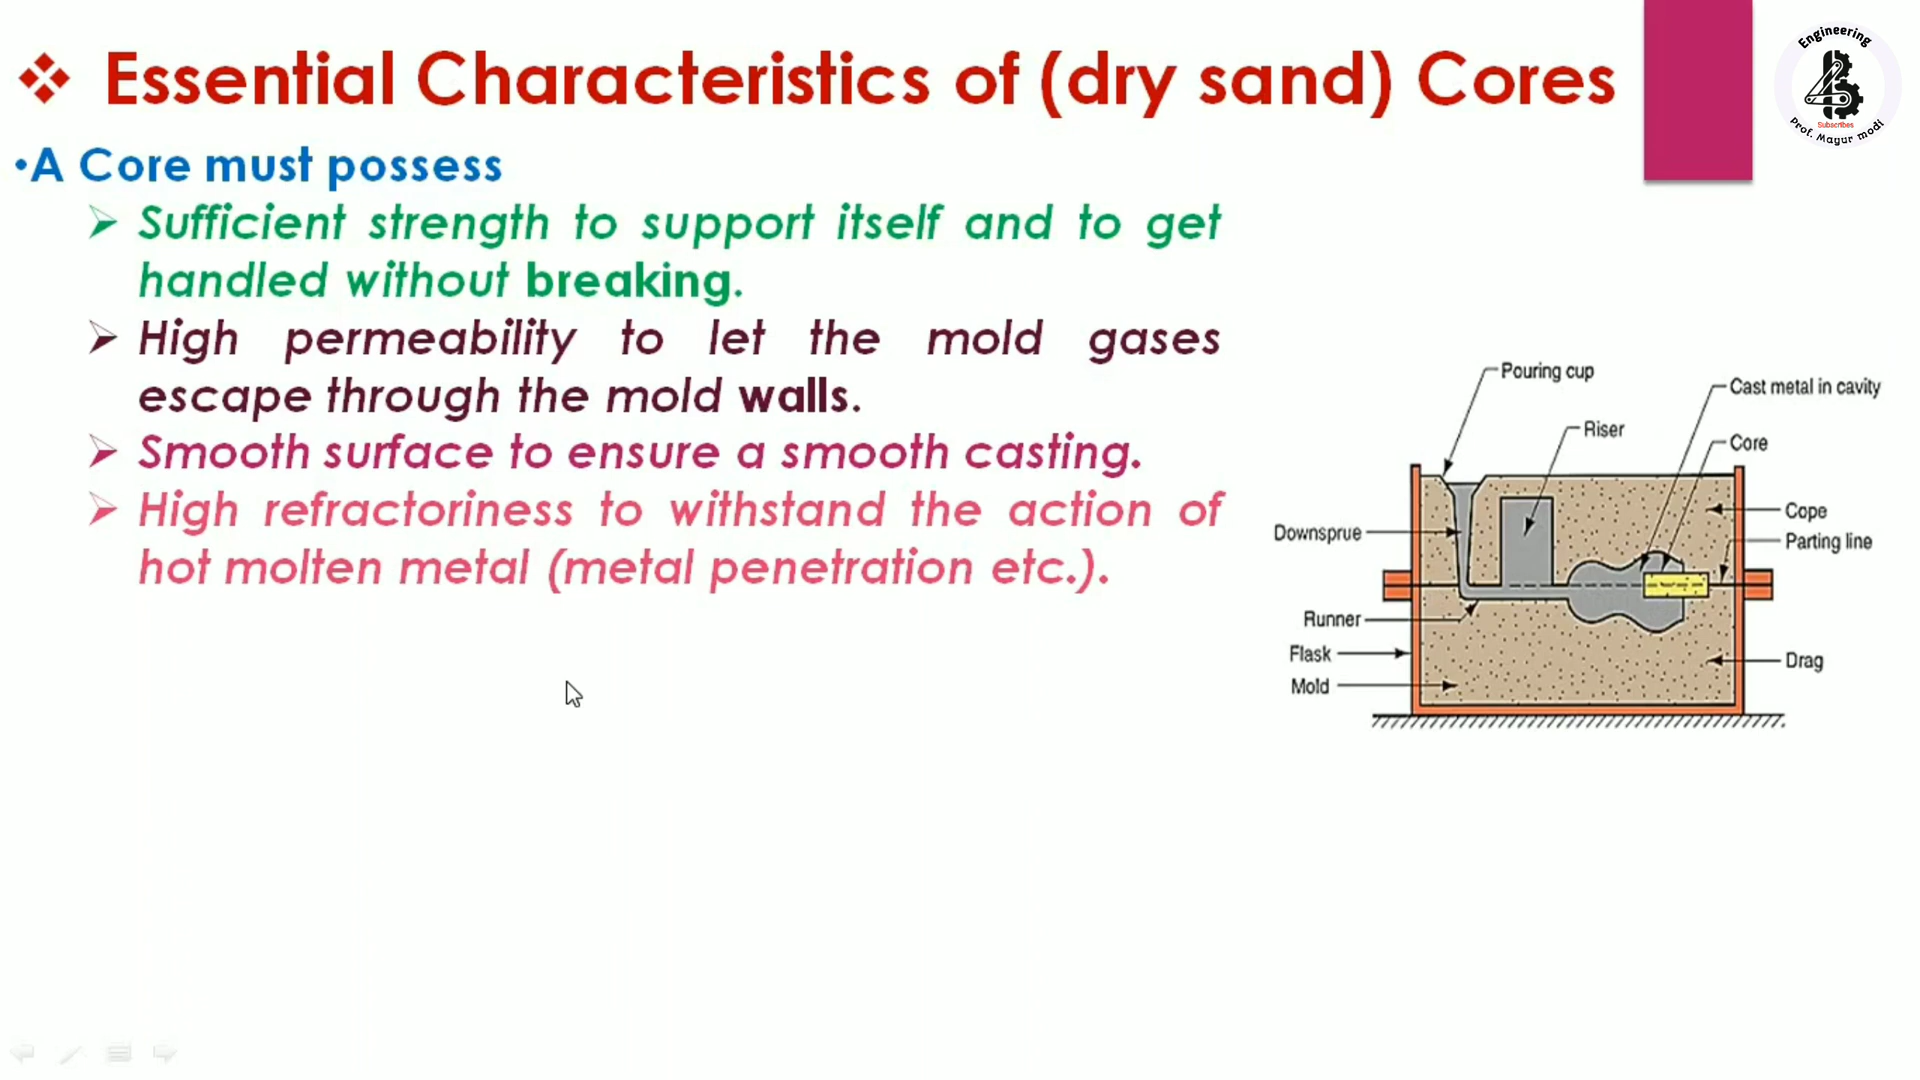 ❖ Essential Characteristics of (dry sand) Cores
•A Core must possess
➢ Sufficient strength to support itself and to get
handled without breaking.
➢ High permeability to let the mold gases
escape through the mold walls.
➢ Smooth surface to ensure a smooth casting.
➢ High refractoriness to withstand the action of
hot molten metal (metal penetration etc.).
Engineering
Subscribes
Prof. Mayur modi
Pouring cup
Cast metal in cavity
Riser
Core
Cope
Downsprue
Parting line
Runner
Flask
Drag
Mold